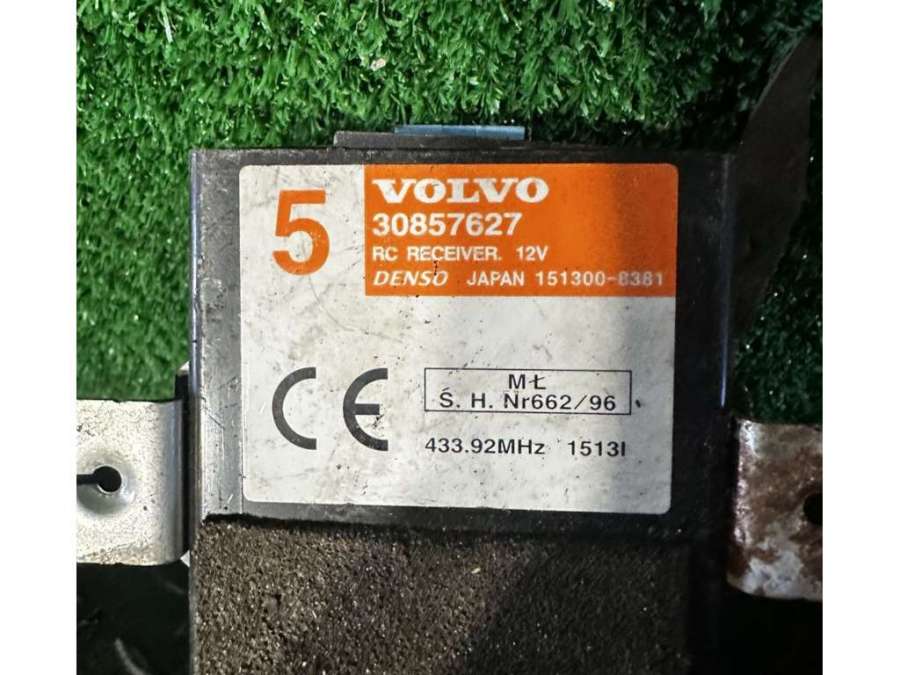 5
VOLVO
30857627
RC RECEIVER. 12V
DENSO JAPAN 151300-8381
CE
MŁ
Ś. H. Nr662/96
433.92MHz 1513I